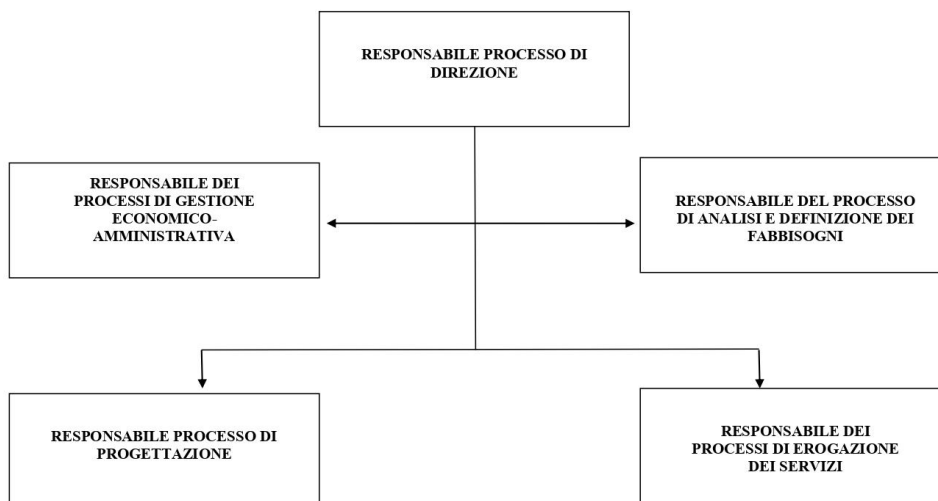 RESPONSABILE PROCESSO DI
DIREZIONE
RESPONSABILE DEI
PROCESSI DI GESTIONE
ECONOMICO-
AMMINISTRATIVA
RESPONSABILE DEL PROCESSO
DI ANALISI E DEFINIZIONE DEI
FABBISOGNI
RESPONSABILE PROCESSO DI
PROGETTAZIONE
RESPONSABILE DEI
PROCESSI DI EROGAZIONE
DEI SERVIZI